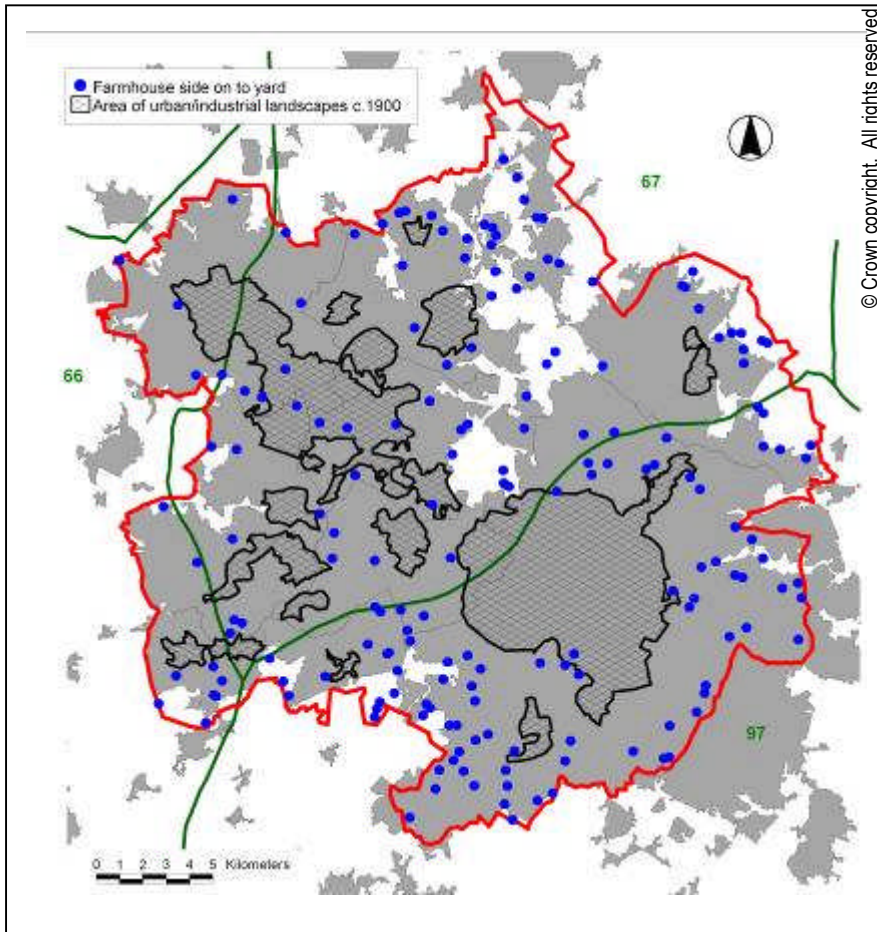 Farmhouse side on to yard
Area of urban/industrial landscapes c.1900
67
66
97
0 1 2 3 4 5 Kilometers
© Crown copyright. All rights reserved